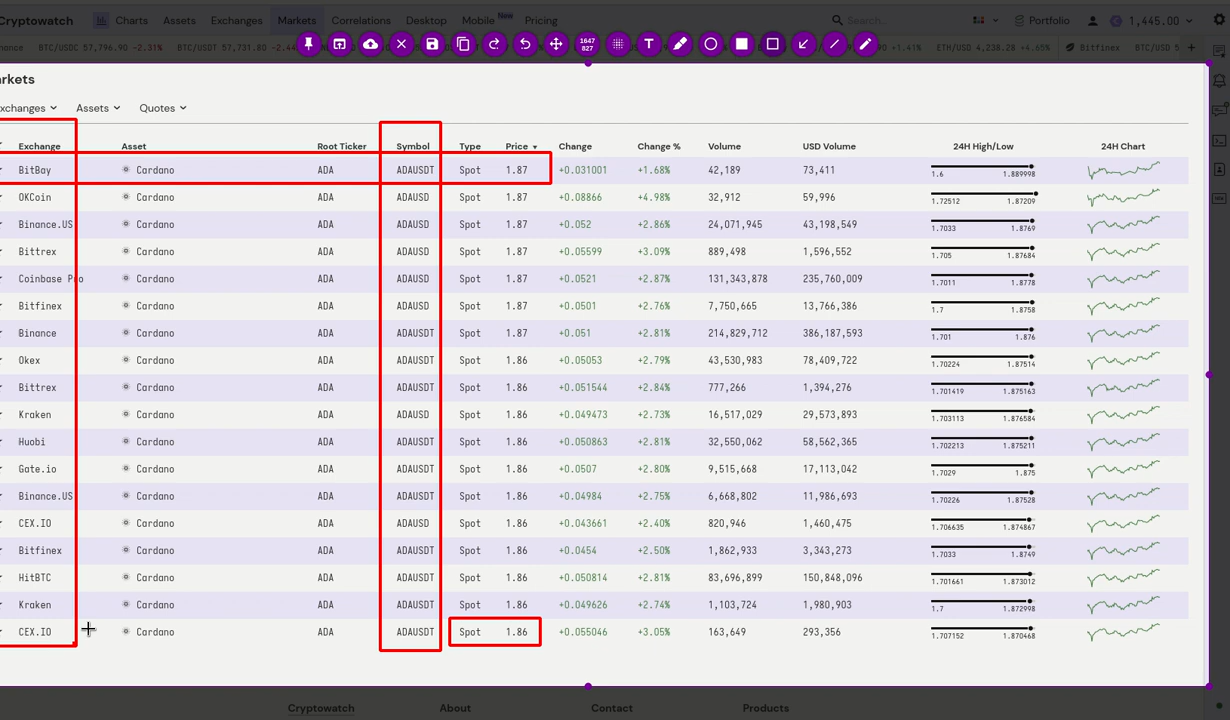 Cryptowatch Charts Assets Exchanges Markets Correlations Desktop Mobile New Pricing Search... Portfolio 1,445.00
nance BTC/USDC 57,796.90 -2.31% BTC/USDT 57,731.80 -2.44 1647 827 T +1.41% ETH/USD 4,238.28 +4.65% Bitfinex BTC/USD 5
rkets
xchanges Assets Quotes
Exchange Asset Root Ticker Symbol Type Price Change Change % Volume USD Volume 24H High/Low 24H Chart
BitBay Cardano ADA ADAUSDT Spot 1.87 +0.031001 +1.68% 42,189 73,411 1.6 1.889998
OKCoin Cardano ADA ADAUSD Spot 1.87 +0.08866 +4.98% 32,912 59,996 1.72512 1.87209
Binance.US Cardano ADA ADAUSD Spot 1.87 +0.052 +2.86% 24,071,945 43,198,549 1.7033 1.8769
Bittrex Cardano ADA ADAUSD Spot 1.87 +0.05599 +3.09% 889,498 1,596,552 1.705 1.87684
Coinbase Pro Cardano ADA ADAUSD Spot 1.87 +0.0521 +2.87% 131,343,878 235,760,009 1.7011 1.8778
Bitfinex Cardano ADA ADAUSD Spot 1.87 +0.0501 +2.76% 7,750,665 13,766,386 1.7 1.8758
Binance Cardano ADA ADAUSDT Spot 1.87 +0.051 +2.81% 214,829,712 386,187,593 1.701 1.876
Okex Cardano ADA ADAUSDT Spot 1.86 +0.05053 +2.79% 43,530,983 78,409,722 1.70224 1.87514
Bittrex Cardano ADA ADAUSDT Spot 1.86 +0.051544 +2.84% 777,266 1,394,276 1.701419 1.875163
Kraken Cardano ADA ADAUSD Spot 1.86 +0.049473 +2.73% 16,517,029 29,573,893 1.703113 1.876584
Huobi Cardano ADA ADAUSDT Spot 1.86 +0.050863 +2.81% 32,550,062 58,562,365 1.702213 1.875211
Gate.io Cardano ADA ADAUSDT Spot 1.86 +0.0507 +2.80% 9,515,668 17,113,042 1.7029 1.875
Binance.US Cardano ADA ADAUSDT Spot 1.86 +0.04984 +2.75% 6,668,802 11,986,693 1.70226 1.87528
CEX.IO Cardano ADA ADAUSD Spot 1.86 +0.043661 +2.40% 820,946 1,460,475 1.706635 1.874867
Bitfinex Cardano ADA ADAUSDT Spot 1.86 +0.0454 +2.50% 1,862,933 3,343,273 1.7033 1.8749
HitBTC Cardano ADA ADAUSDT Spot 1.86 +0.050814 +2.81% 83,696,899 150,848,096 1.701661 1.873012
Kraken Cardano ADA ADAUSDT Spot 1.86 +0.049626 +2.74% 1,103,724 1,980,903 1.7 1.872998
CEX.IO Cardano ADA ADAUSDT Spot 1.86 +0.055046 +3.05% 163,649 293,356 1.707152 1.870468
Cryptowatch About Contact Products